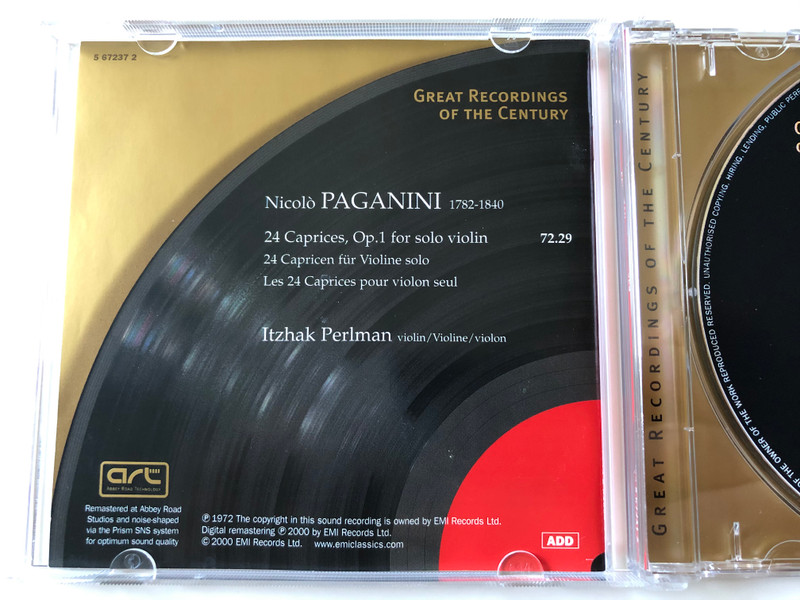 5 67237 2
GREAT RECORDINGS
OF THE CENTURY
Nicolò PAGANINI 1782-1840
24 Caprices, Op.1 for solo violin 72.29
24 Capricen für Violine solo
Les 24 Caprices pour violon seul
Itzhak Perlman violin/Violine/violon
art
ABBEY ROAD TECHNOLOGY
Remastered at Abbey Road
Studios and noise-shaped
via the Prism SNS system
for optimum sound quality
℗ 1972 The copyright in this sound recording is owned by EMI Records Ltd.
Digital remastering ℗ 2000 by EMI Records Ltd.
© 2000 EMI Records Ltd. www.emiclassics.com
ADD
GREAT RECORDINGS OF THE CENTURY
OF THE OWNER OF THE WORK REPRODUCED RESERVED. UNAUTHORISED COPYING, HIRING, LENDING, PUBLIC